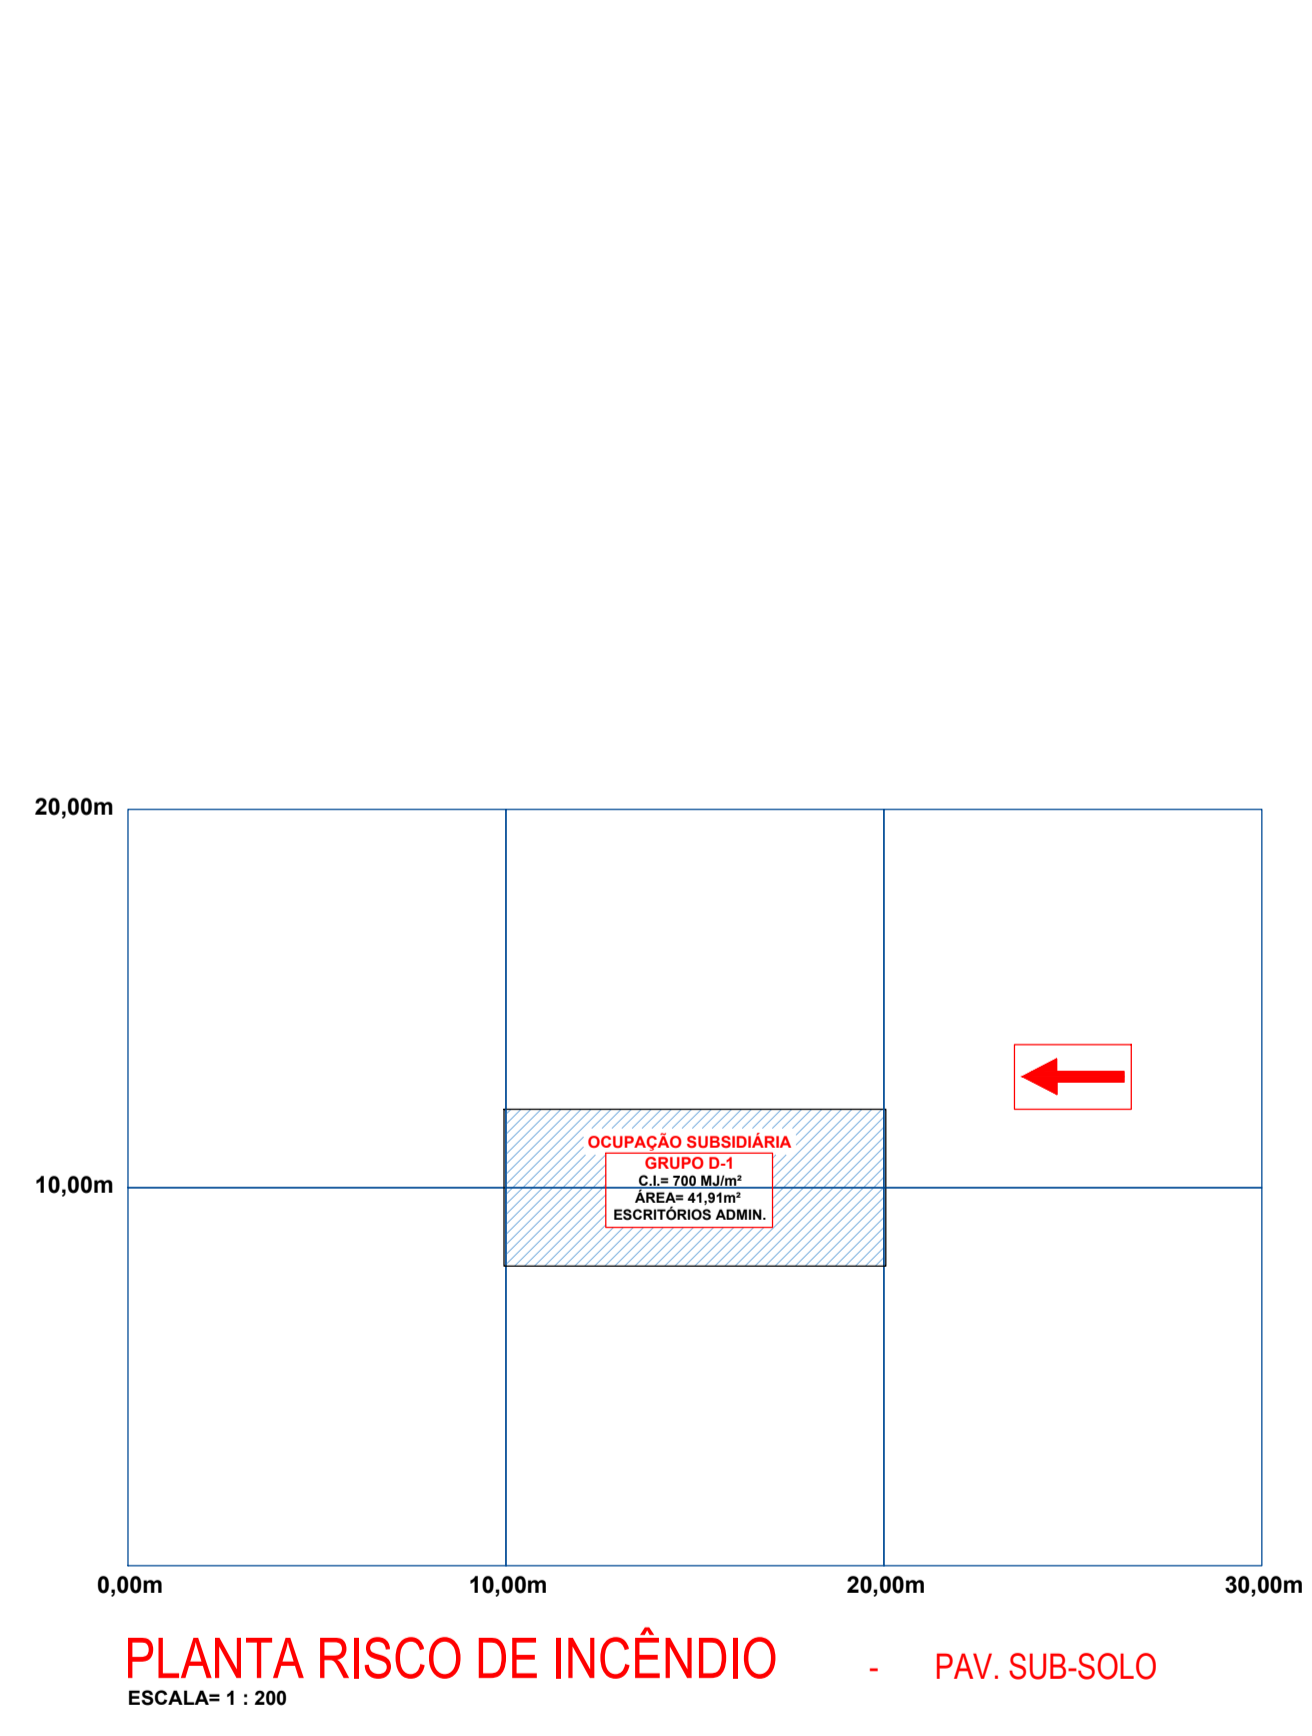 20,00m
OCUPAÇÃO SUBSIDIÁRIA
GRUPO D-1
C.I.= 700 MJ/m²
10,00m
ÁREA= 41,91m²
ESCRITÓRIOS ADMIN.
0,00m 10,00m 20,00m 30,00m
PLANTA RISCO DE INCÊNDIO - PAV. SUB-SOLO
ESCALA= 1 : 200